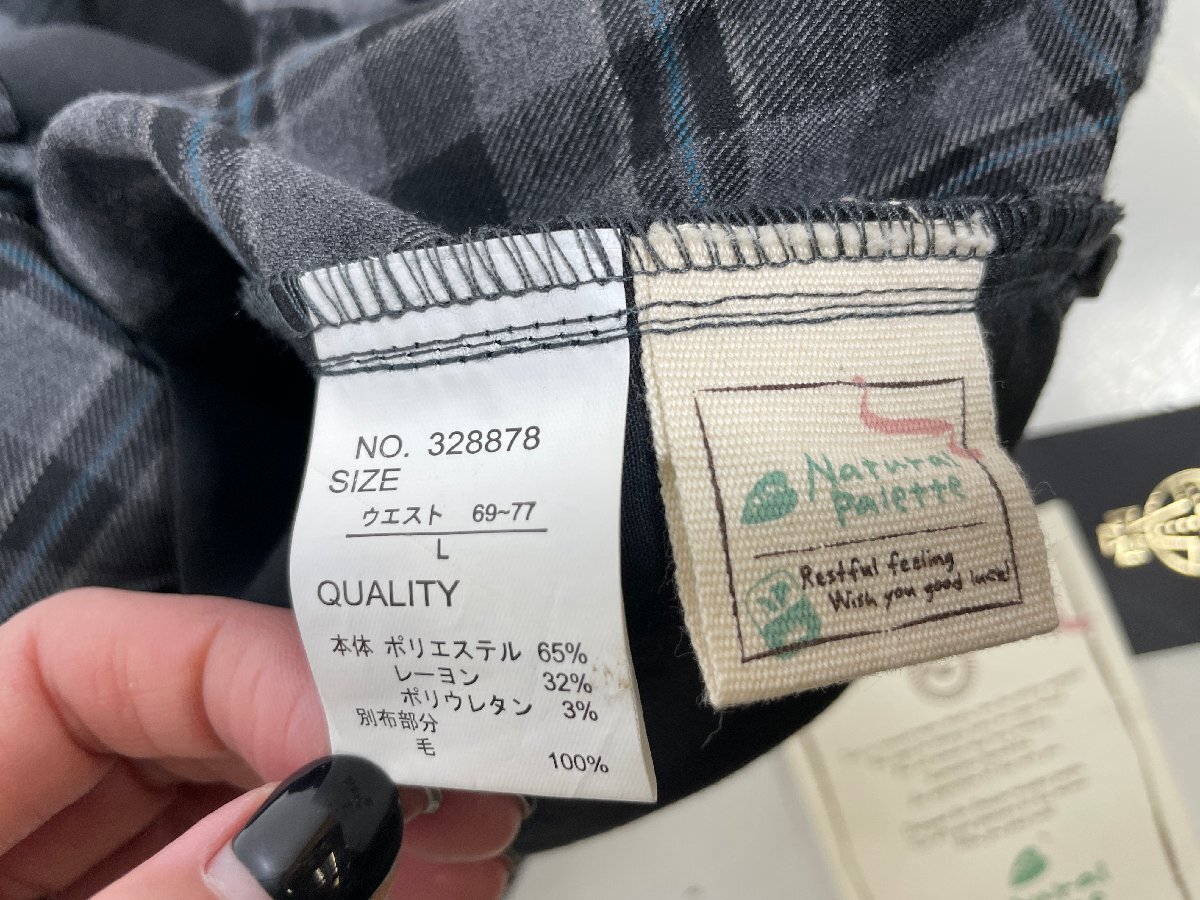 NO. 328878
SIZE
ウエスト 69~77
L
QUALITY
本体 ポリエステル 65%
レーヨン 32%
ポリウレタン 3%
別布部分
毛 100%
Natural
Palette
Restful feeling
Wish you good luck!